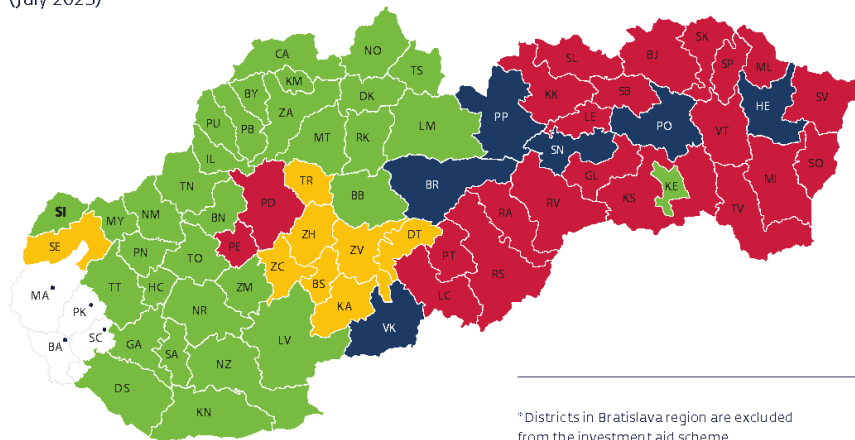 (July 2025)
CA
NO
TS
KM
BY
ZA
DK
PU
PB
MT
RK
LM
IL
TN
BN
PD
TR
BB
BR
PP
SL
KK
SB
LE
BJ
SK
SP
ML
SV
HE
PO
VT
SN
GL
KE
KS
SO
MI
TV
RV
RA
RS
PT
LC
DT
ZV
ZH
ZC
BS
KA
VK
PE
SI
SE
MY
NM
PN
TO
TT
HC
NR
ZM
LV
MA
PK
BA
SC
GA
SA
NZ
DS
KN
*Districts in Bratislava region are excluded
from the investment aid scheme